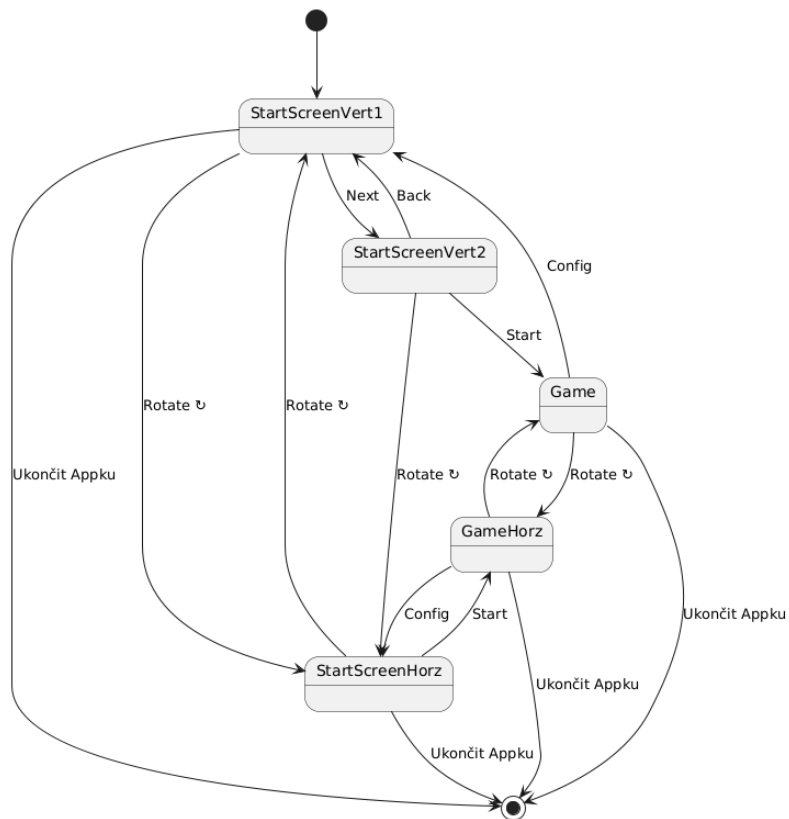 StartScreenVert1
Next
Back
StartScreenVert2
Config
Start
Game
Rotate ↻
Rotate ↻
Ukončit Appku
Rotate ↻
Rotate ↻
Rotate ↻
GameHorz
Config
Start
Ukončit Appku
StartScreenHorz
Ukončit Appku
Ukončit Appku